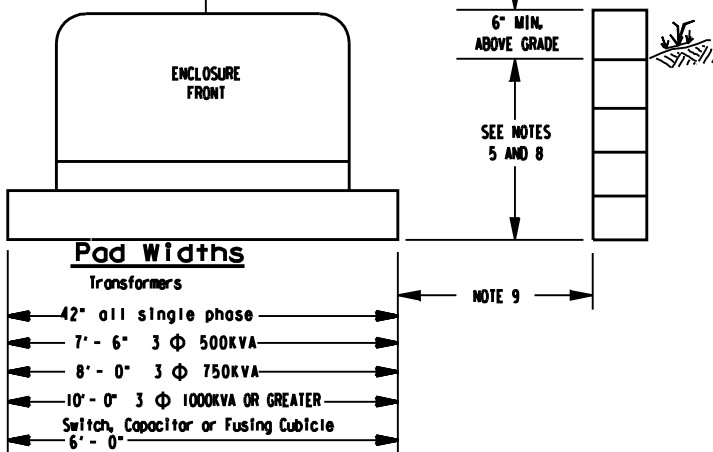 6" MIN.
ABOVE GRADE
ENCLOSURE
FRONT
SEE NOTES
5 AND 8
Pad Widths
Transformers
NOTE 9
42" all single phase
7'-6" 3 Φ 500KVA
8'-0" 3 Φ 750KVA
10'-0" 3 Φ 1000KVA OR GREATER
Switch, Capacitor or Fusing Cubicle
6'-0"